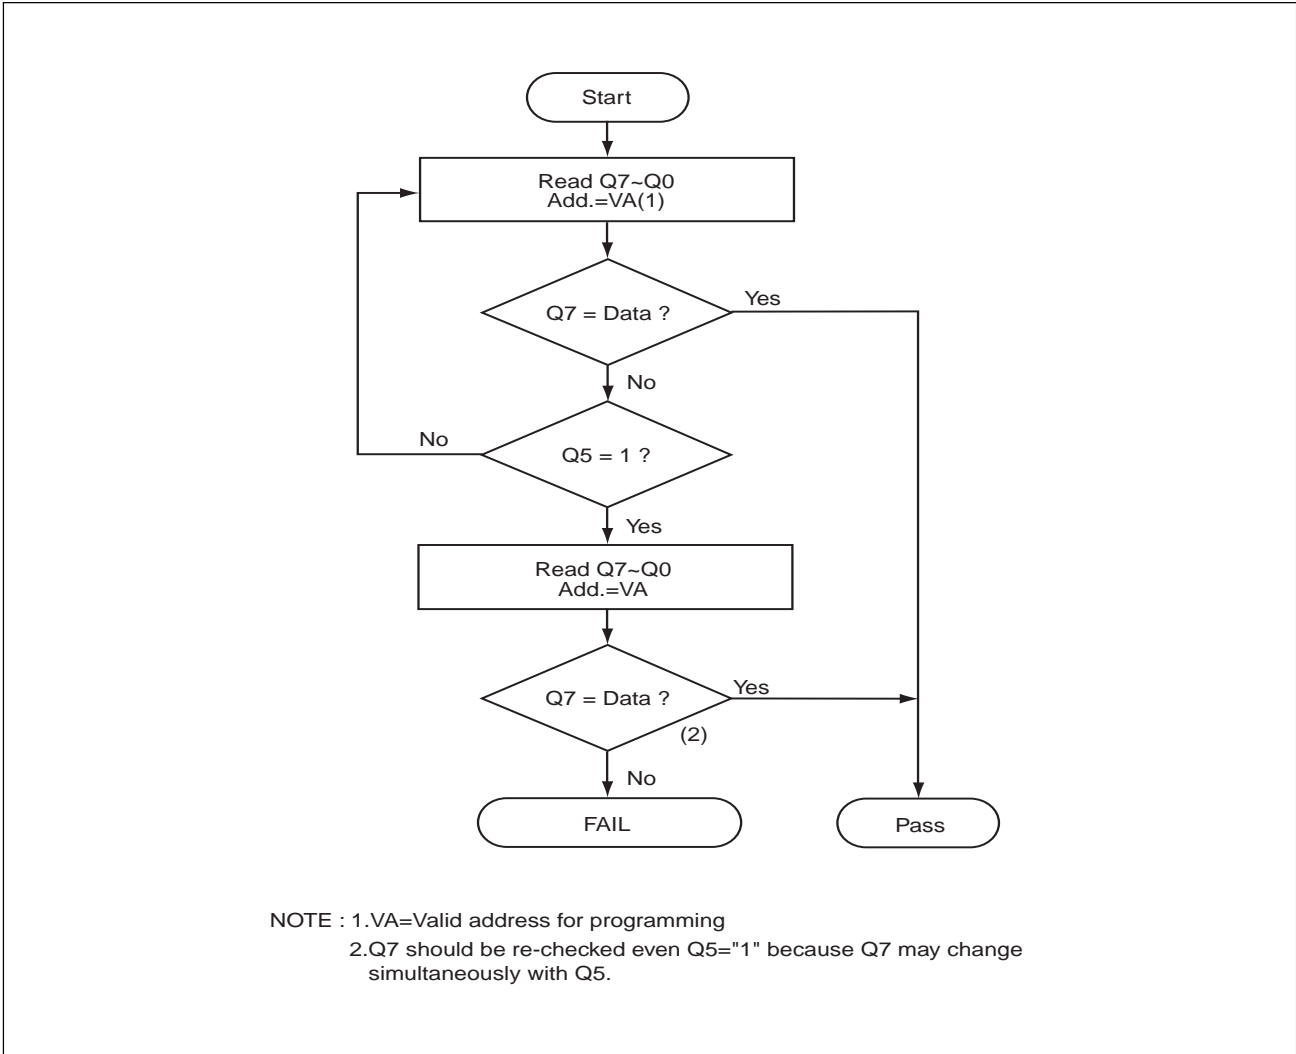 Start
Read Q7~Q0
Add.=VA(1)
Q7 = Data ?
Yes
No
No
Q5 = 1 ?
Yes
Read Q7~Q0
Add.=VA
Q7 = Data ?
Yes
(2)
No
FAIL
Pass
NOTE : 1.VA=Valid address for programming
2.Q7 should be re-checked even Q5="1" because Q7 may change
simultaneously with Q5.